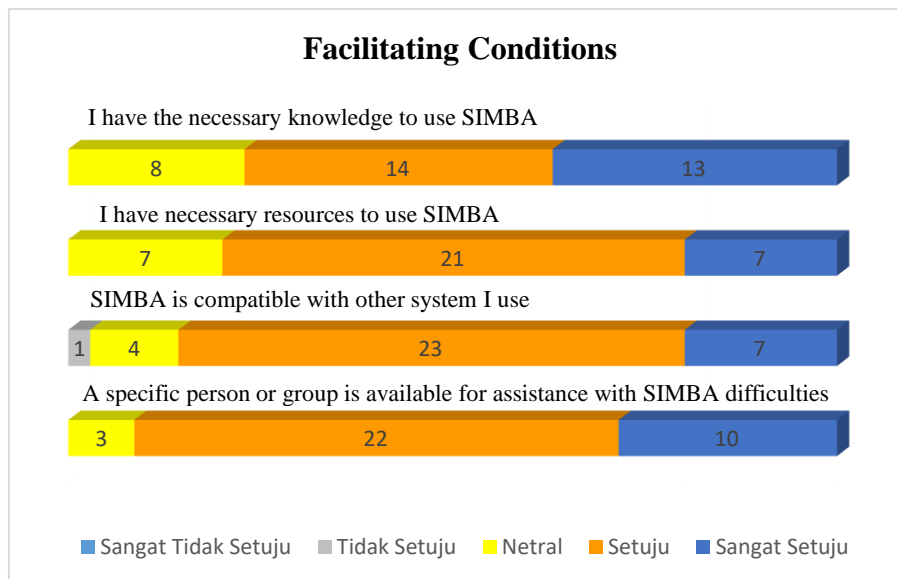 Facilitating Conditions
I have the necessary knowledge to use SIMBA
8 14 13
I have necessary resources to use SIMBA
7 21 7
SIMBA is compatible with other system I use
1 4 23 7
A specific person or group is available for assistance with SIMBA difficulties
3 22 10
Sangat Tidak Setuju Tidak Setuju Netral Setuju Sangat Setuju